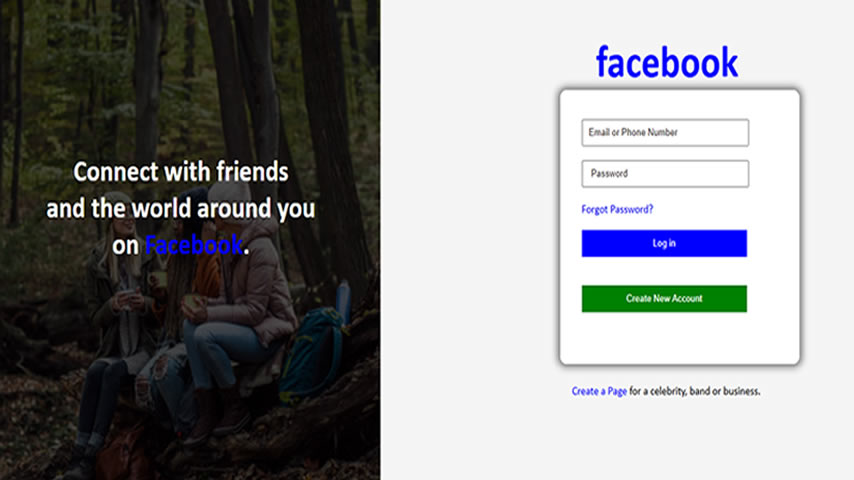 Connect with friends
and the world around you
on Facebook.
facebook
Email or Phone Number
Password
Forgot Password?
Log in
Create New Account
Create a Page for a celebrity, band or business.